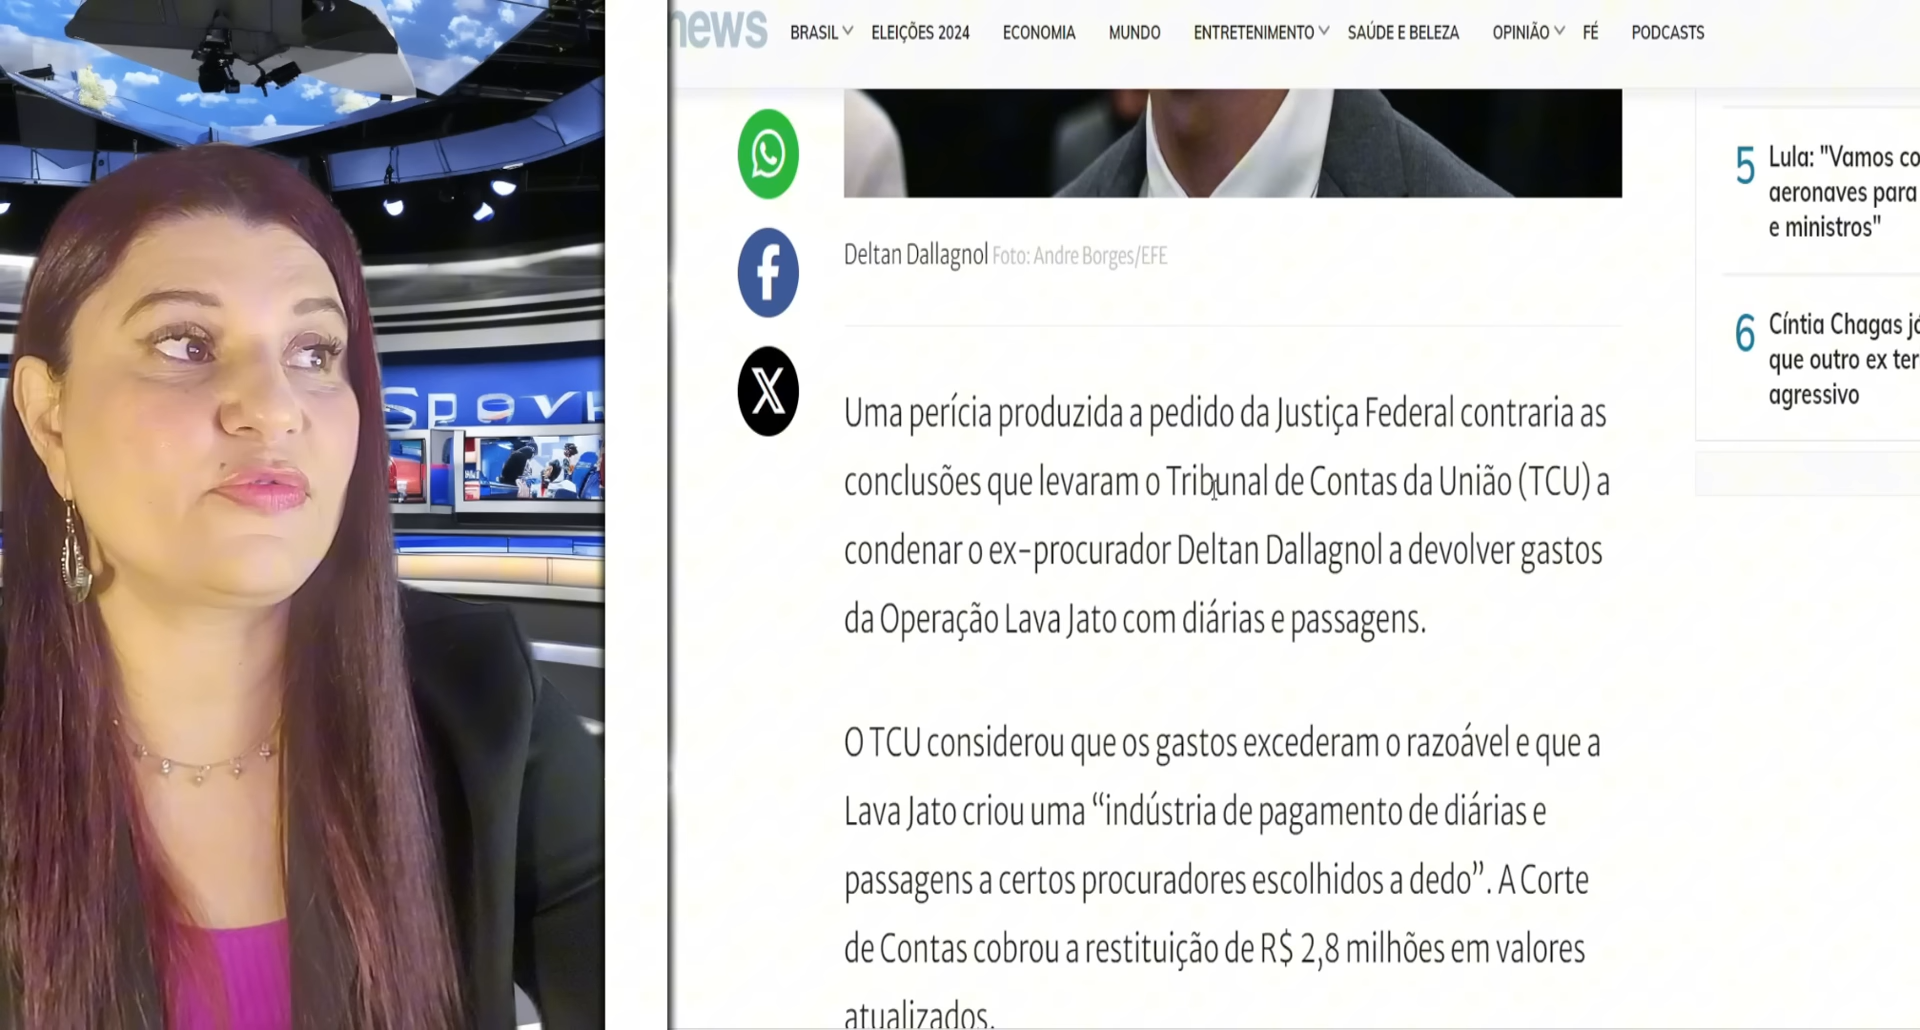 news
BRASIL ELEIÇÕES 2024 ECONOMIA MUNDO ENTRETENIMENTO SAÚDE E BELEZA OPINIÃO FÉ PODCASTS
Deltan Dallagnol Foto: Andre Borges/EFE
Uma perícia produzida a pedido da Justiça Federal contraria as
conclusões que levaram o Tribunal de Contas da União (TCU) a
condenar o ex-procurador Deltan Dallagnol a devolver gastos
da Operação Lava Jato com diárias e passagens.
O TCU considerou que os gastos excederam o razoável e que a
Lava Jato criou uma “indústria de pagamento de diárias e
passagens a certos procuradores escolhidos a dedo”. A Corte
de Contas cobrou a restituição de R$ 2,8 milhões em valores
atualizados.
5 Lula: "Vamos co
aeronaves para
e ministros"
6 Cíntia Chagas jó
que outro ex ter
agressivo